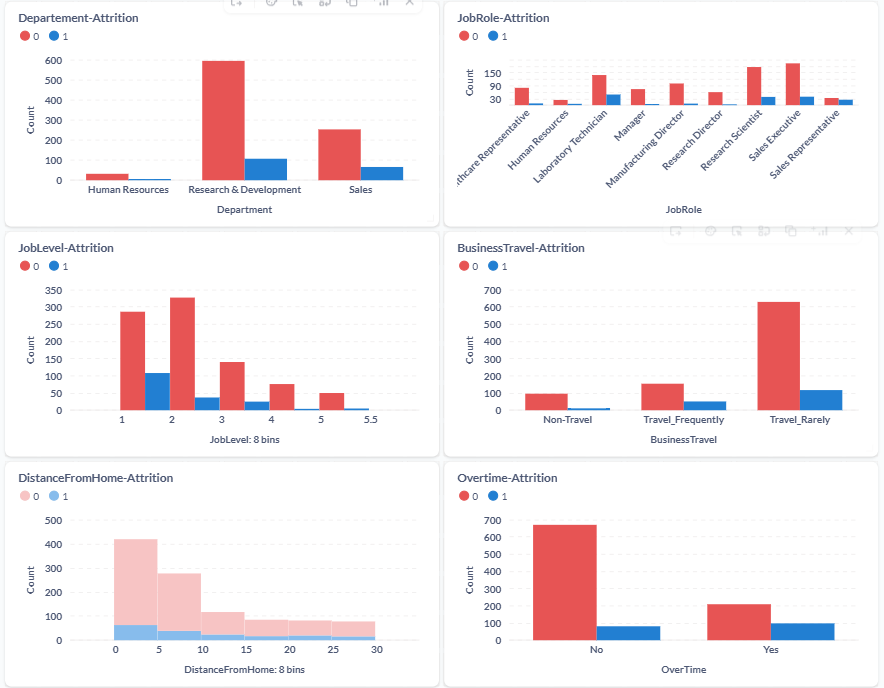 Departement-Attrition
0 1
600
500
400
300
200
100
0
Count
Human Resources Research & Development Sales
Department
JobRole-Attrition
0 1
150
90
30
Count
thcare Representative
Human Resources
Laboratory Technician
Manager
Manufacturing Director
Research Director
Research Scientist
Sales Executive
Sales Representative
JobRole
JobLevel-Attrition
0 1
350
300
250
200
150
100
50
0
Count
1 2 3 4 5 5.5
JobLevel: 8 bins
BusinessTravel-Attrition
0 1
700
600
500
400
300
200
100
0
Count
Non-Travel Travel_Frequently Travel_Rarely
BusinessTravel
DistanceFromHome-Attrition
0 1
500
400
300
200
100
0
Count
0 5 10 15 20 25 30
DistanceFromHome: 8 bins
Overtime-Attrition
0 1
700
600
500
400
300
200
100
0
Count
No Yes
OverTime